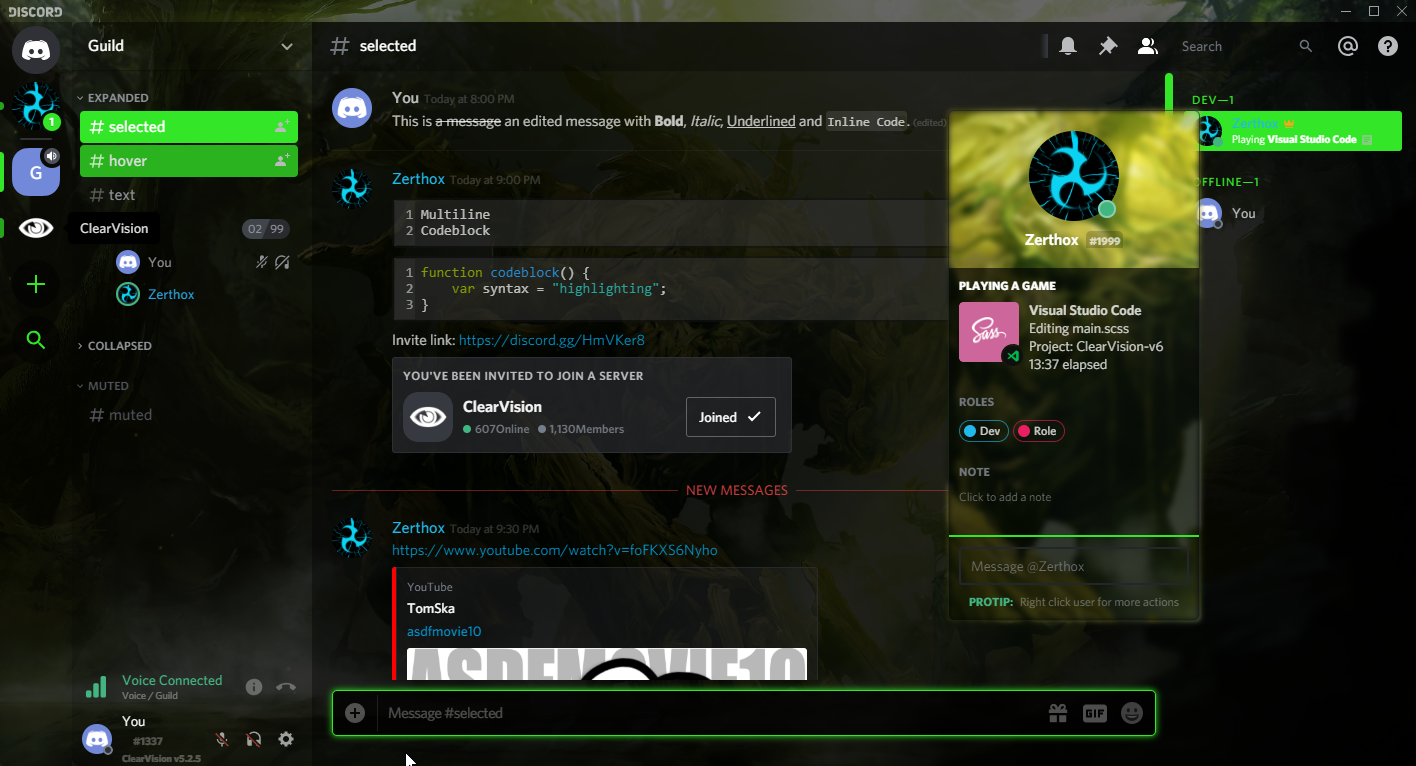 DISCORD
Guild
selected
Search
EXPANDED
# selected
# hover
# text
1
G
ClearVision
02 99
You
Zerthox
COLLAPSED
MUTED
# muted
Voice Connected
Voice / Guild
You
#1337
ClearVision v5.2.5
You Today at 8:00 PM
This is a message an edited message with Bold, Italic, Underlined and Inline Code. (edited)
Zerthox Today at 9:00 PM
1 Multiline
2 Codeblock
1 function codeblock() {
2 var syntax = "highlighting";
3 }
Invite link: https://discord.gg/HmVKer8
YOU'VE BEEN INVITED TO JOIN A SERVER
ClearVision
607Online 1,130Members
Joined
NEW MESSAGES
Zerthox Today at 9:30 PM
https://www.youtube.com/watch?v=foFKXS6Nyho
YouTube
TomSka
asdfmovie10
ASDFMOVIE10
Message #selected
GIF
Zerthox #1999
PLAYING A GAME
Sass
Visual Studio Code
Editing main.scss
Project: ClearVision-v6
13:37 elapsed
ROLES
Dev Role
NOTE
Click to add a note
Message @Zerthox
PROTIP: Right click user for more actions
DEV—1
Zerthox
Playing Visual Studio Code
OFFLINE—1
You